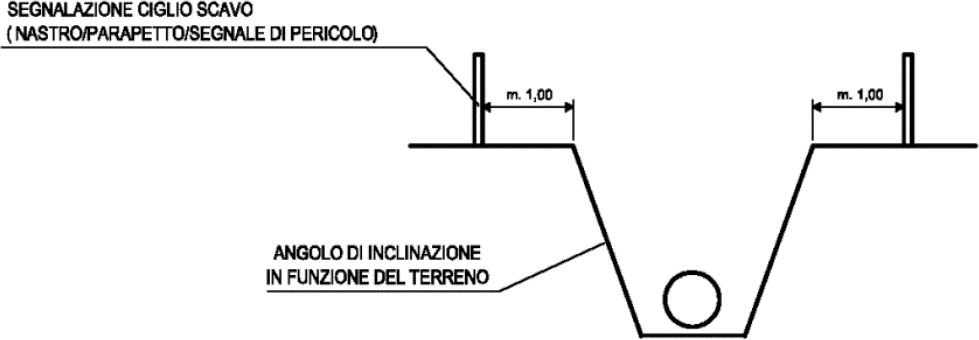 SEGNALAZIONE CIGLIO SCAVO
( NASTRO/PARAPETTO/SEGNALE DI PERICOLO)
m. 1,00
m. 1,00
ANGOLO DI INCLINAZIONE
IN FUNZIONE DEL TERRENO